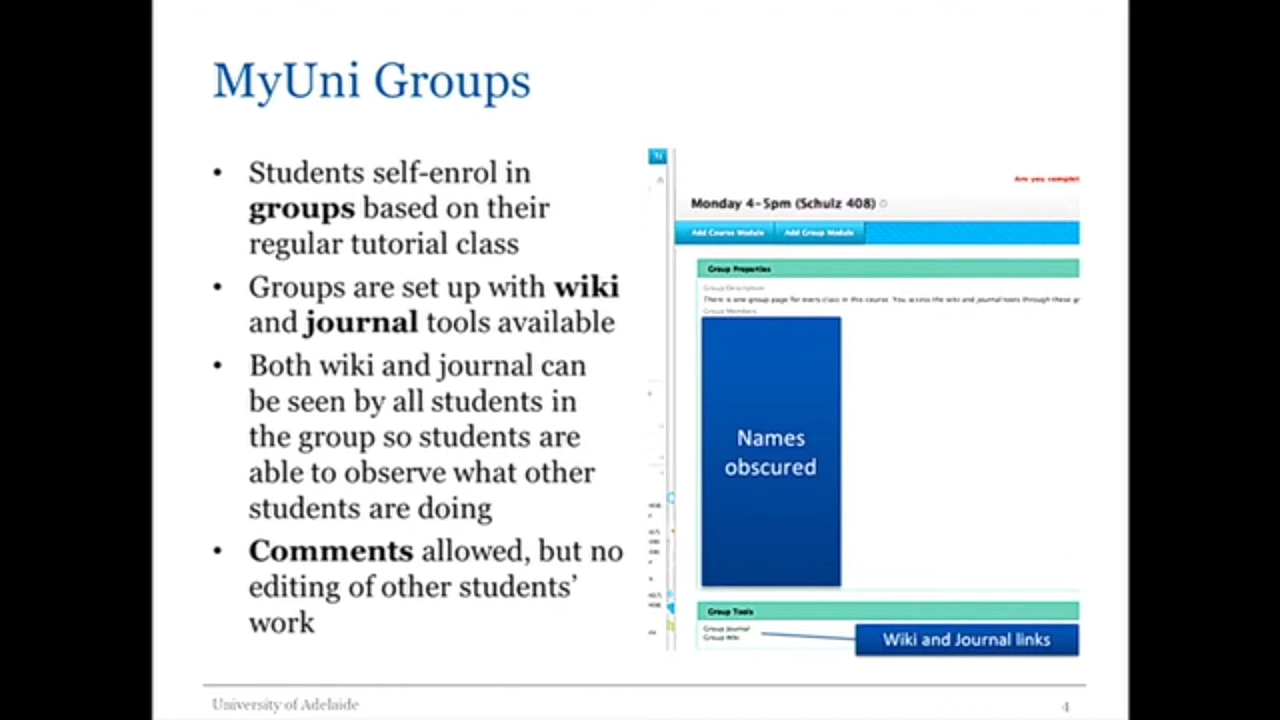 MyUni Groups
• Students self-enrol in
groups based on their
regular tutorial class
• Groups are set up with wiki
and journal tools available
• Both wiki and journal can
be seen by all students in
the group so students are
able to observe what other
students are doing
• Comments allowed, but no
editing of other students'
work
Are you complet
Monday 4-5pm (Schulz 408)
Add Course Module Add Group Module
Group Properties
Group Description
There is one group page for every class in this course. You access the wiki and journal tools through these gr
Group Members
Names
obscured
Group Tools
Group Journal
Group Wiki
Wiki and Journal links
University of Adelaide
4